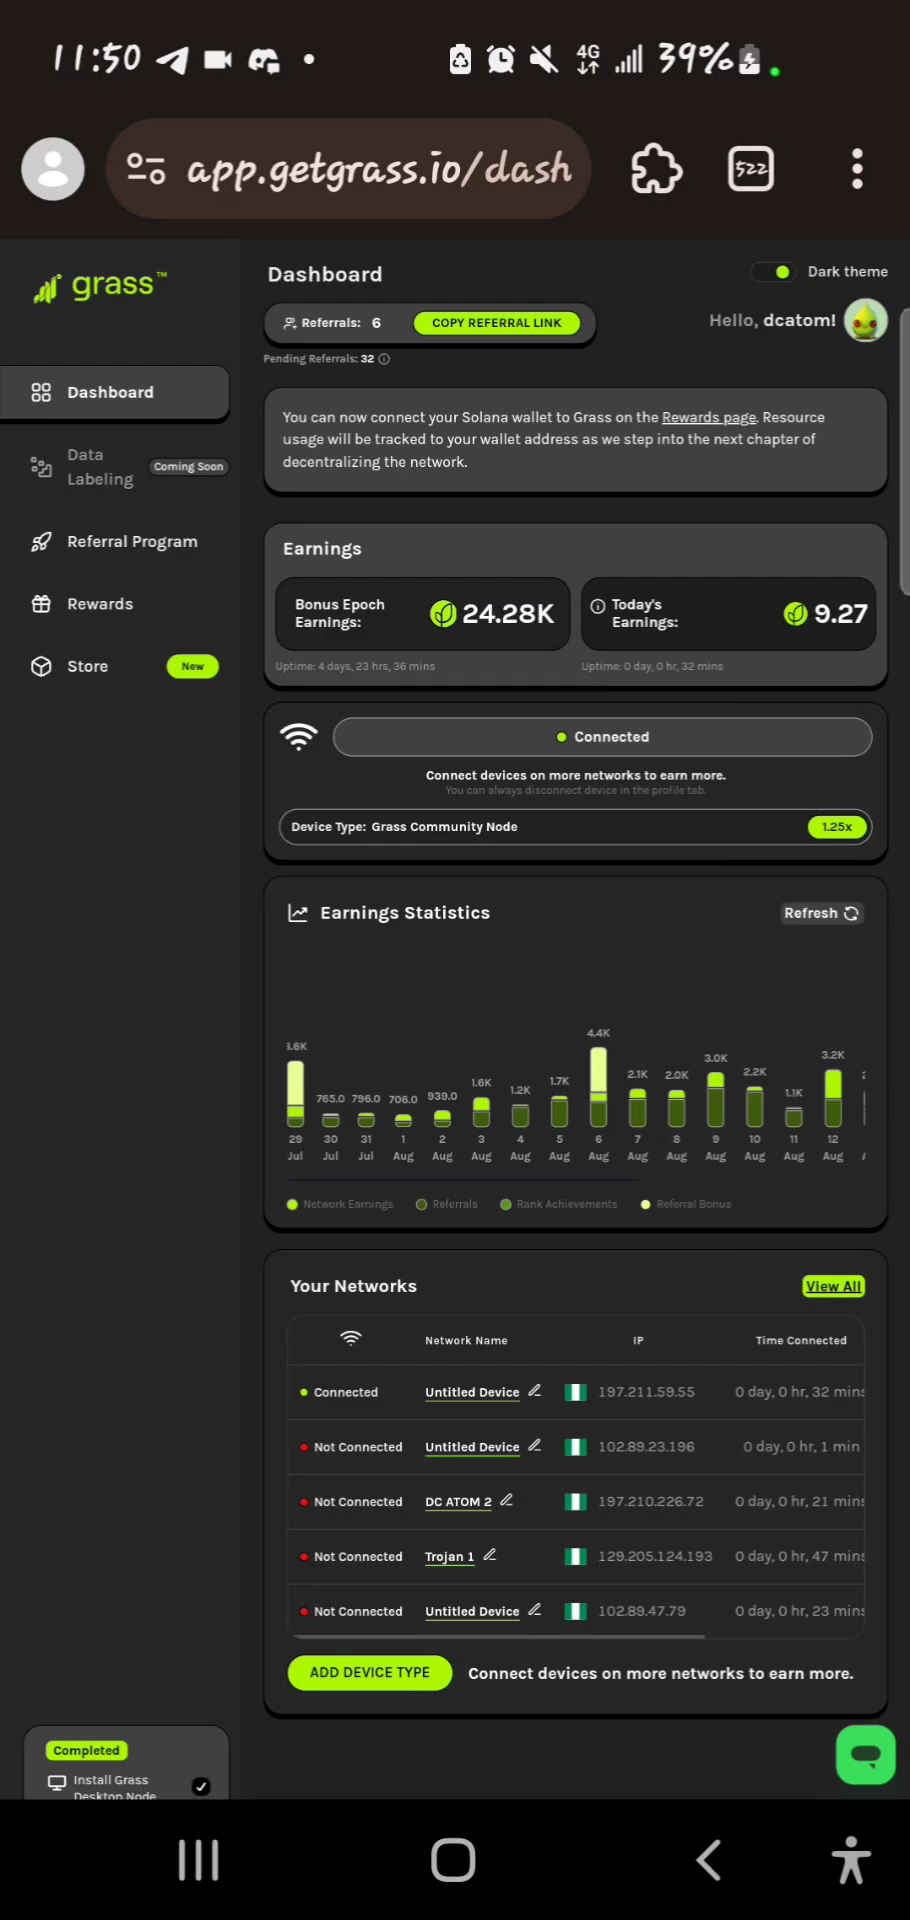 11:50
4G
39%
app.getgrass.io/dash
522
grass™
Dashboard
Dark theme
Referrals: 6
COPY REFERRAL LINK
Hello, dcatom!
Pending Referrals: 32
Dashboard
Data
Labeling
Coming Soon
Referral Program
Rewards
Store
New
You can now connect your Solana wallet to Grass on the Rewards page. Resource
usage will be tracked to your wallet address as we step into the next chapter of
decentralizing the network.
Earnings
Bonus Epoch
Earnings:
24.28K
Today's
Earnings:
9.27
Uptime: 4 days, 23 hrs, 36 mins
Uptime: 0 day, 0 hr, 32 mins
Connected
Connect devices on more networks to earn more.
You can always disconnect device in the profile tab.
Device Type: Grass Community Node
1.25x
Earnings Statistics
Refresh
.6K 765.0 796.0 706.0 939.0 1.6K 1.2K 1.7K 4.4K 2.1K 2.0K 3.0K 2.2K 1.1K 3.2K
29 30 31 1 2 3 4 5 6 7 8 9 10 11 12
Jul Jul Jul Aug Aug Aug Aug Aug Aug Aug Aug Aug Aug Aug Aug
Network Earnings Referrals Rank Achievements Referral Bonus
Your Networks
View All
Network Name IP Time Connected
Connected Untitled Device 197.211.59.55 0 day, 0 hr, 32 mins
Not Connected Untitled Device 102.89.23.196 0 day, 0 hr, 1 min
Not Connected DC ATOM 2 197.210.226.72 0 day, 0 hr, 21 mins
Not Connected Trojan 1 129.205.124.193 0 day, 0 hr, 47 mins
Not Connected Untitled Device 102.89.47.79 0 day, 0 hr, 23 mins
ADD DEVICE TYPE
Connect devices on more networks to earn more.
Completed
Install Grass
Desktop Node